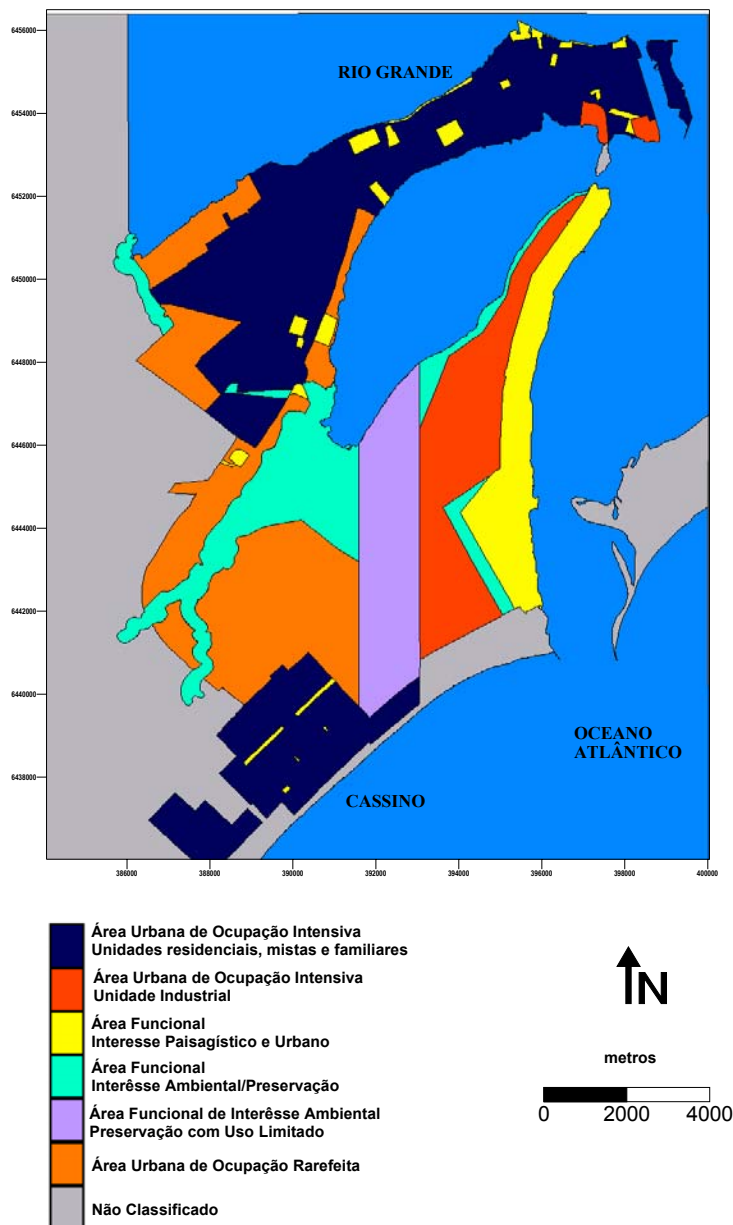 6456000
RIO GRANDE
6454000
6452000
6450000
6448000
6446000
6444000
6442000
6440000
OCEANO
ATLÂNTICO
6438000
CASSINO
386000 388000 390000 392000 394000 396000 398000 400000
Área Urbana de Ocupação Intensiva
Unidades residenciais, mistas e familiares
Área Urbana de Ocupação Intensiva
Unidade Industrial
Área Funcional
Interesse Paisagístico e Urbano
Área Funcional
Interêsse Ambiental/Preservação
Área Funcional de Interêsse Ambiental
Preservação com Uso Limitado
Área Urbana de Ocupação Rarefeita
Não Classificado
N
metros
0 2000 4000